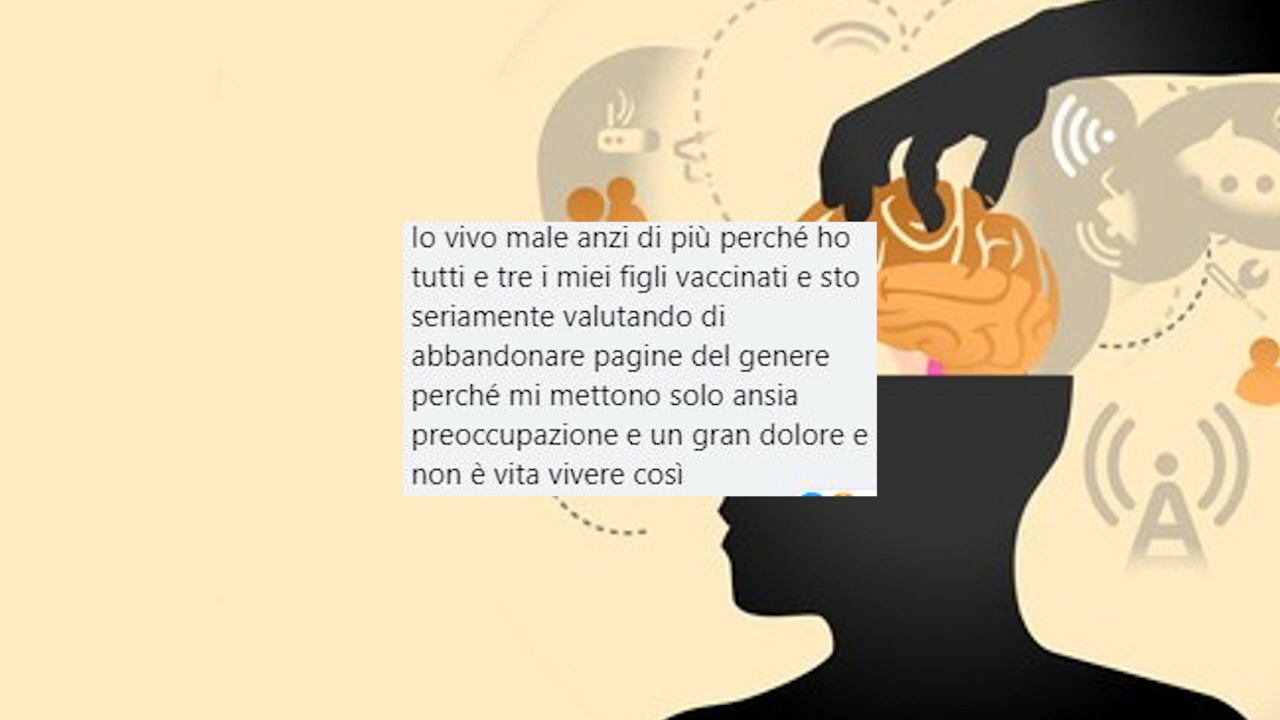 Io vivo male anzi di più perché ho
tutti e tre i miei figli vaccinati e sto
seriamente valutando di
abbandonare pagine del genere
perché mi mettono solo ansia
preoccupazione e un gran dolore e
non è vita vivere così